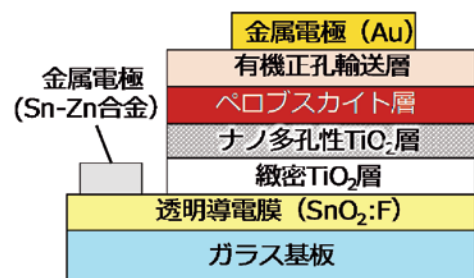 金属電極（Au）
有機正孔輸送層
金属電極
(Sn-Zn合金)
ペロブスカイト層
ナノ多孔性TiO₂層
緻密TiO₂層
透明導電膜（SnO₂:F）
ガラス基板